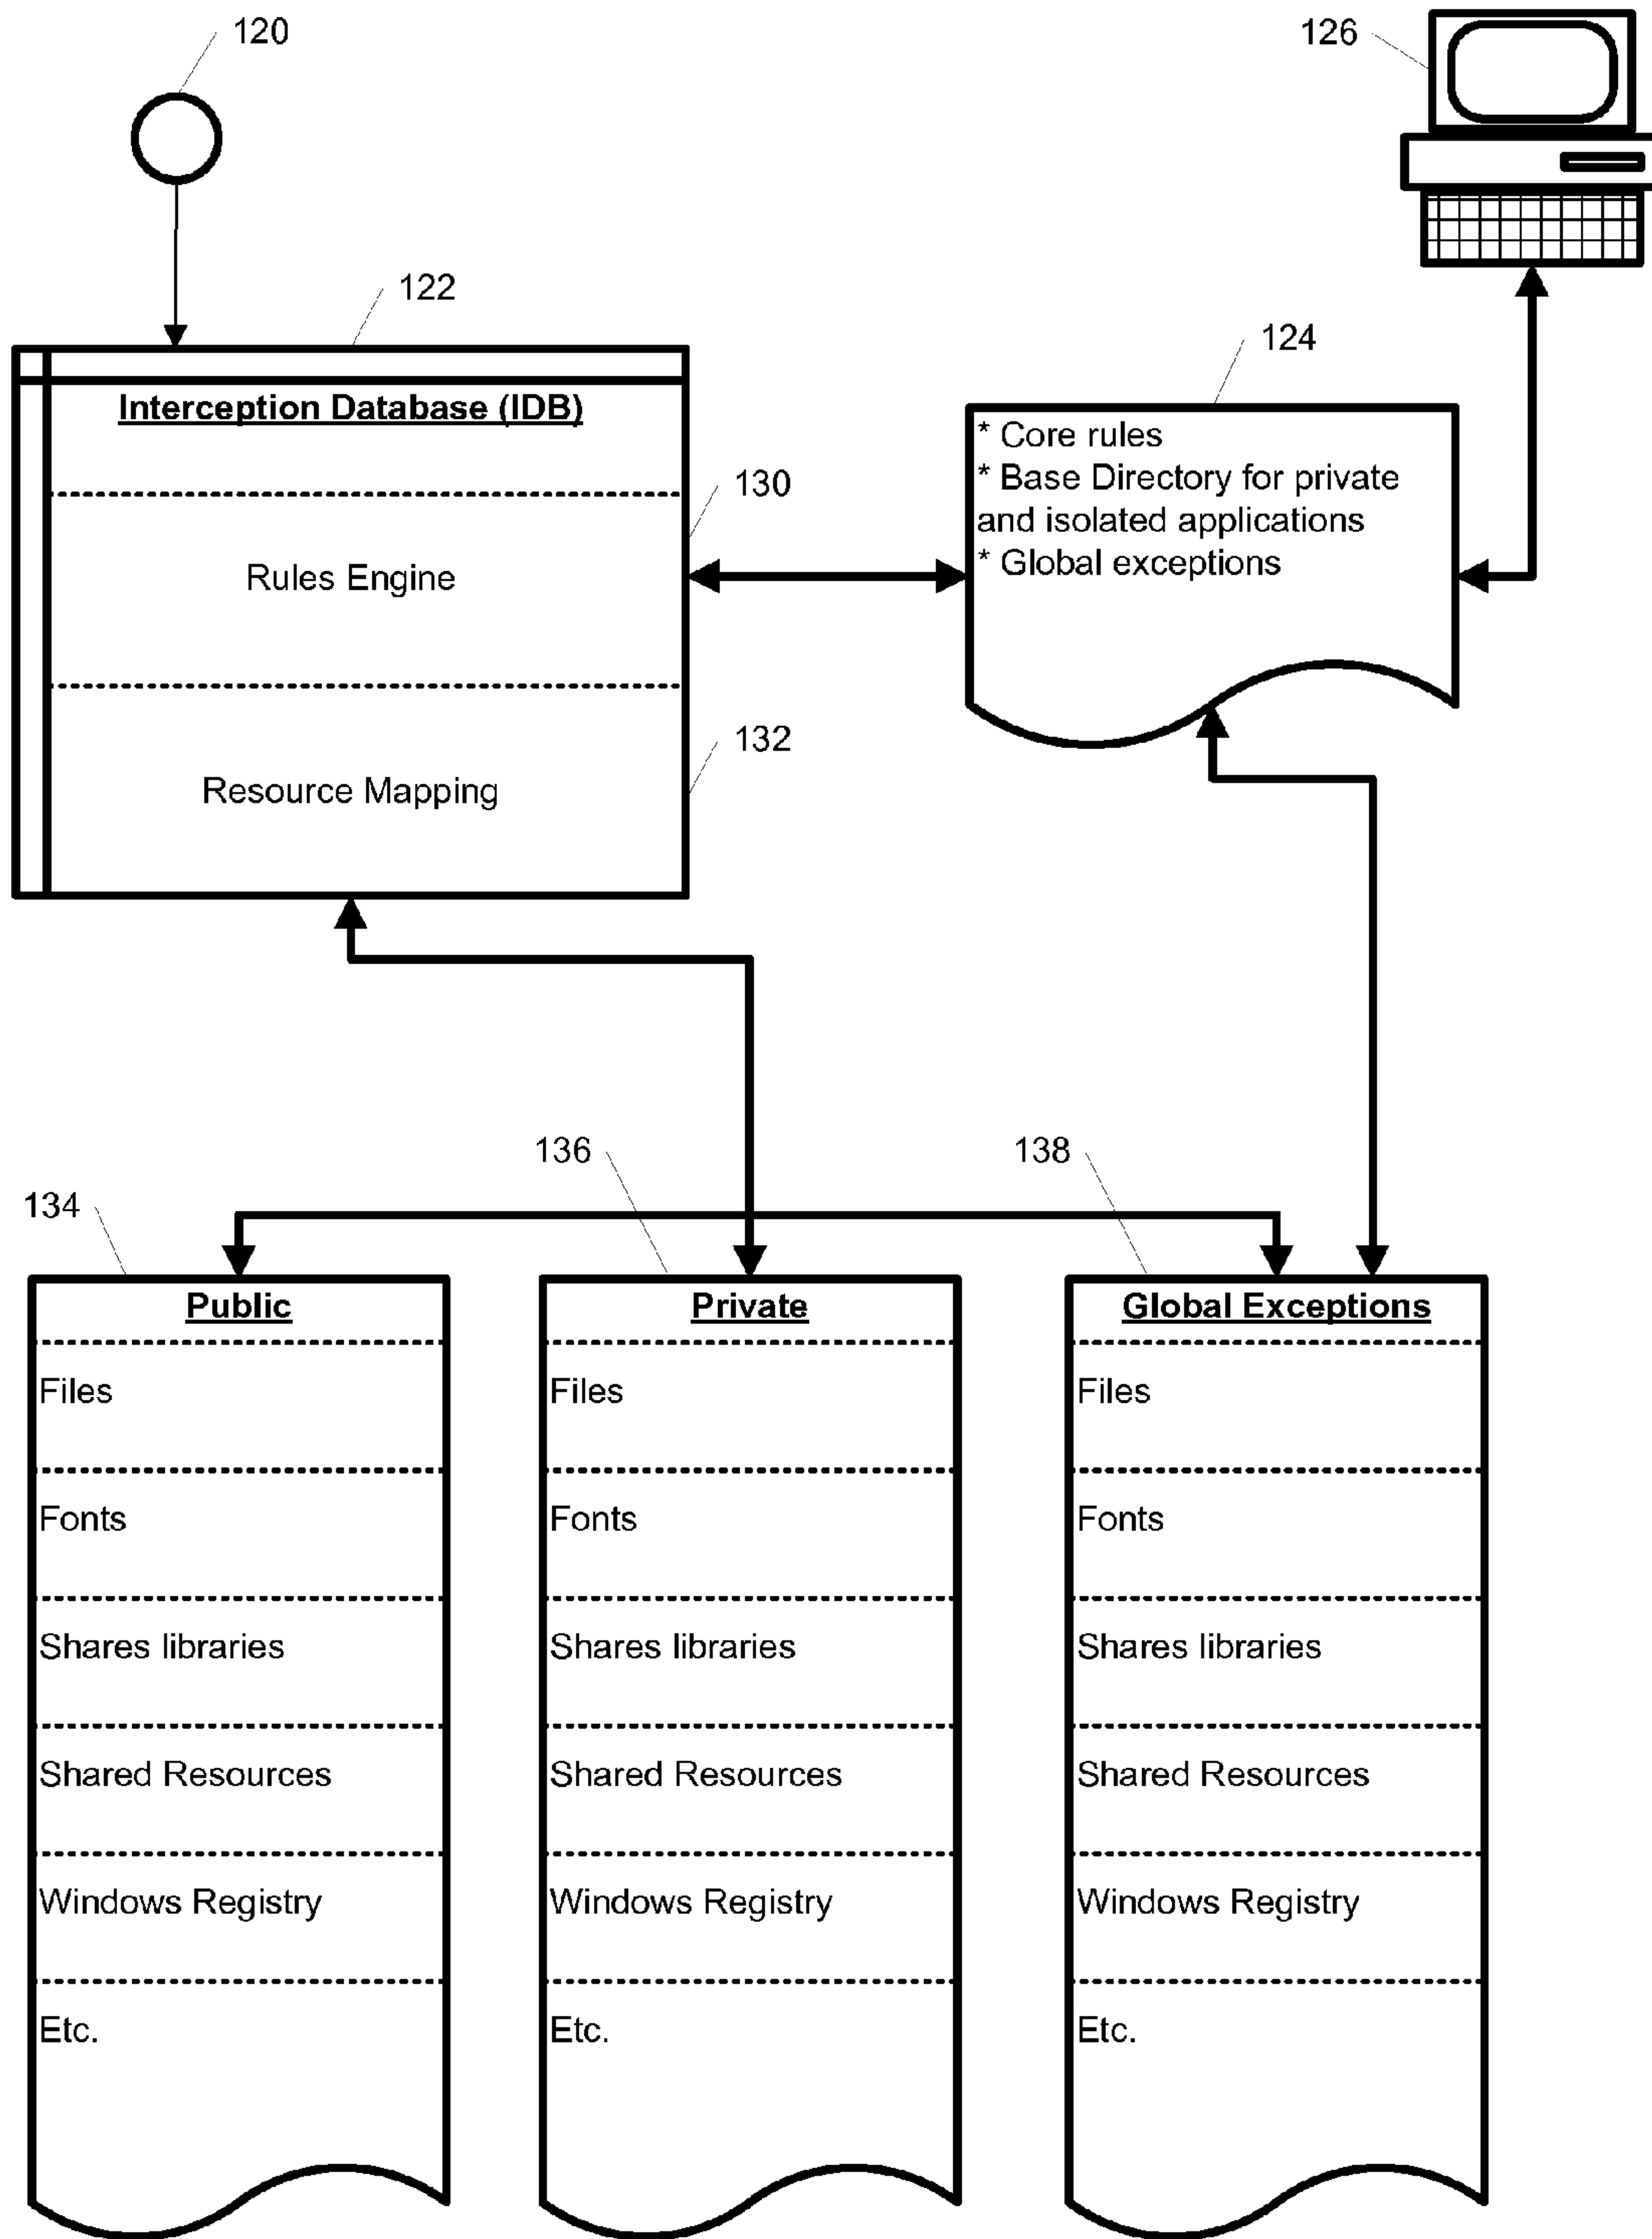 120
126
122
124
Interception Database (IDB)
* Core rules
* Base Directory for private
and isolated applications
* Global exceptions
130
Rules Engine
132
Resource Mapping
136
138
134
Public
Files
Fonts
Shares libraries
Shared Resources
Windows Registry
Etc.
Private
Files
Fonts
Shares libraries
Shared Resources
Windows Registry
Etc.
Global Exceptions
Files
Fonts
Shares libraries
Shared Resources
Windows Registry
Etc.